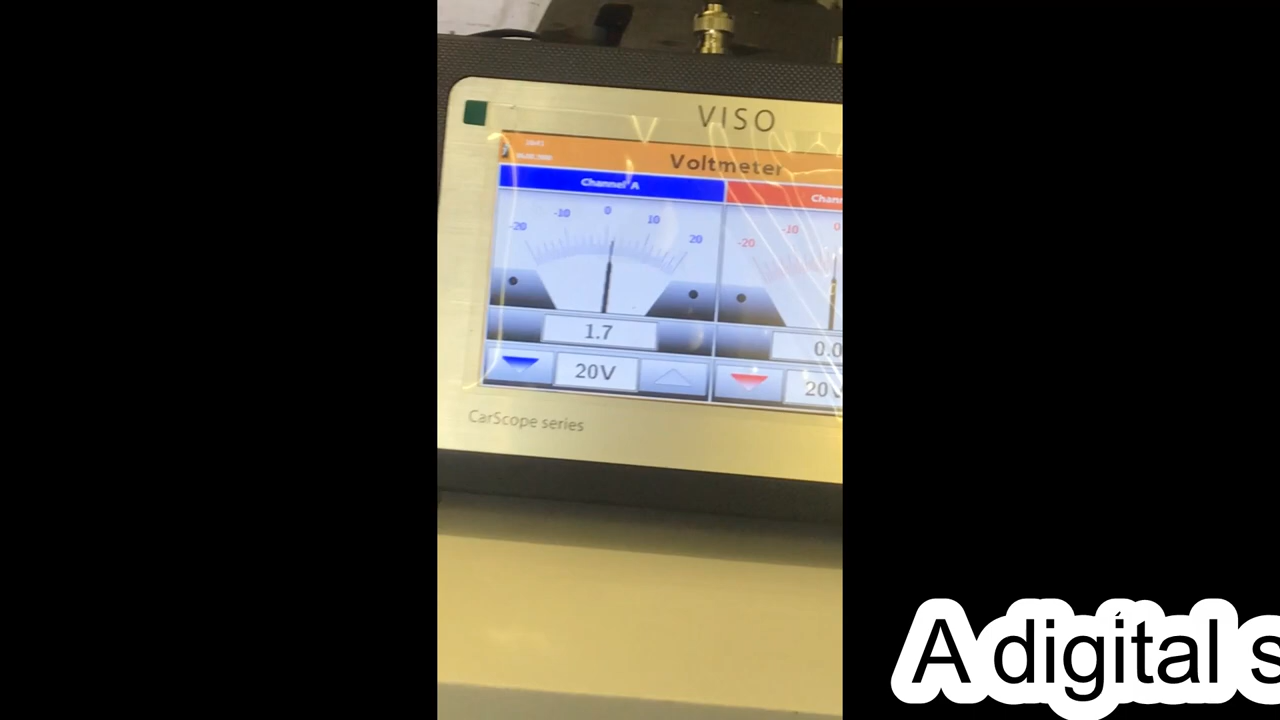 VISO
Voltmeter
Channel A
-20 -10 0 10 20
-20 -10 0
1.7
0.0
20V
20
CarScope series
A digital s